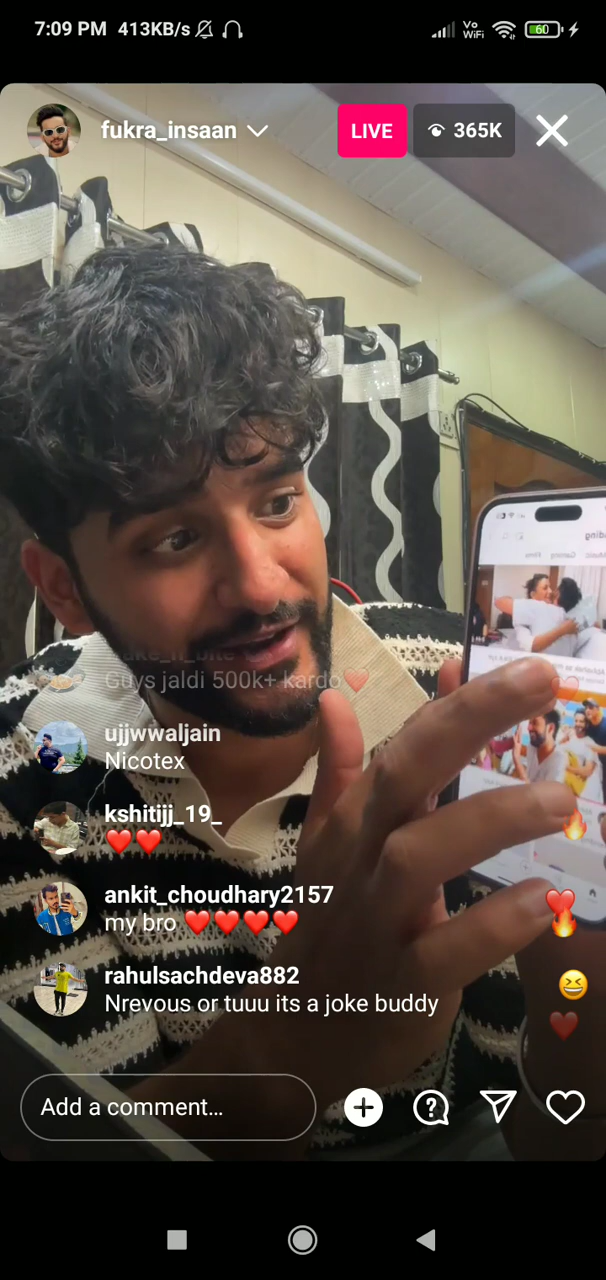 7:09 PM 413KB/s
Vo
WiFi
60
fukra_insaan
LIVE
365K
Guys jaldi 500k+ kardo❤️
ujjwwaljain
Nicotex
kshitijj_19_
❤️❤️
ankit_choudhary2157
my bro ❤️❤️❤️❤️
rahulsachdeva882
Nrevous or tuuu its a joke buddy
Add a comment...